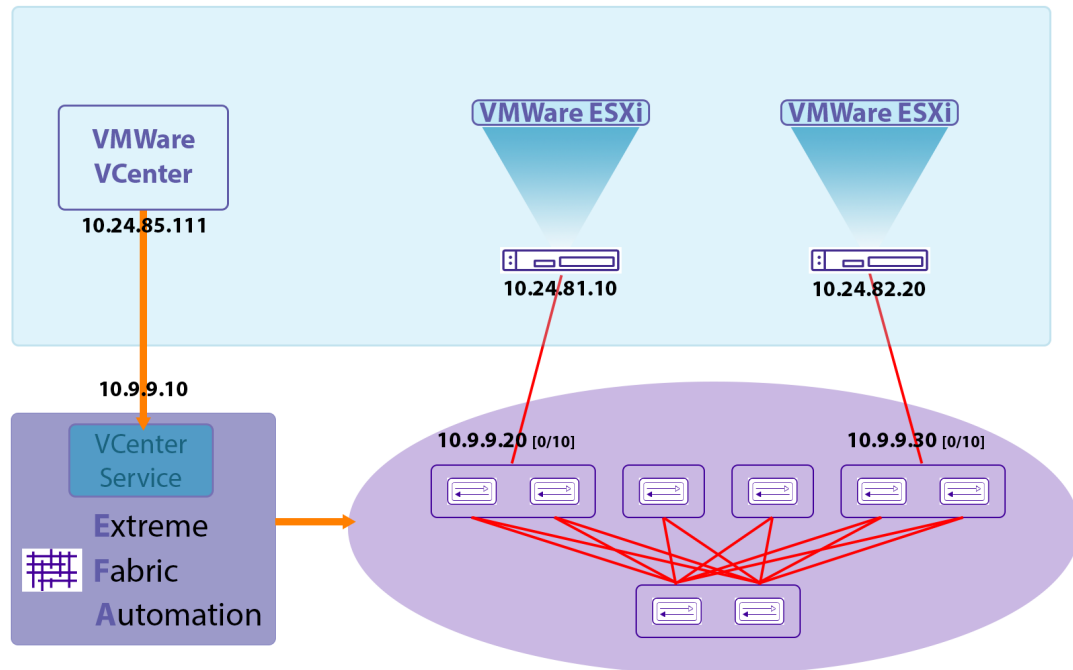 VMWare
VCenter
10.24.85.111
VMWare ESXi
10.24.81.10
VMWare ESXi
10.24.82.20
10.9.9.10
VCenter
Service
Extreme
Fabric
Automation
10.9.9.20 [0/10]
10.9.9.30 [0/10]